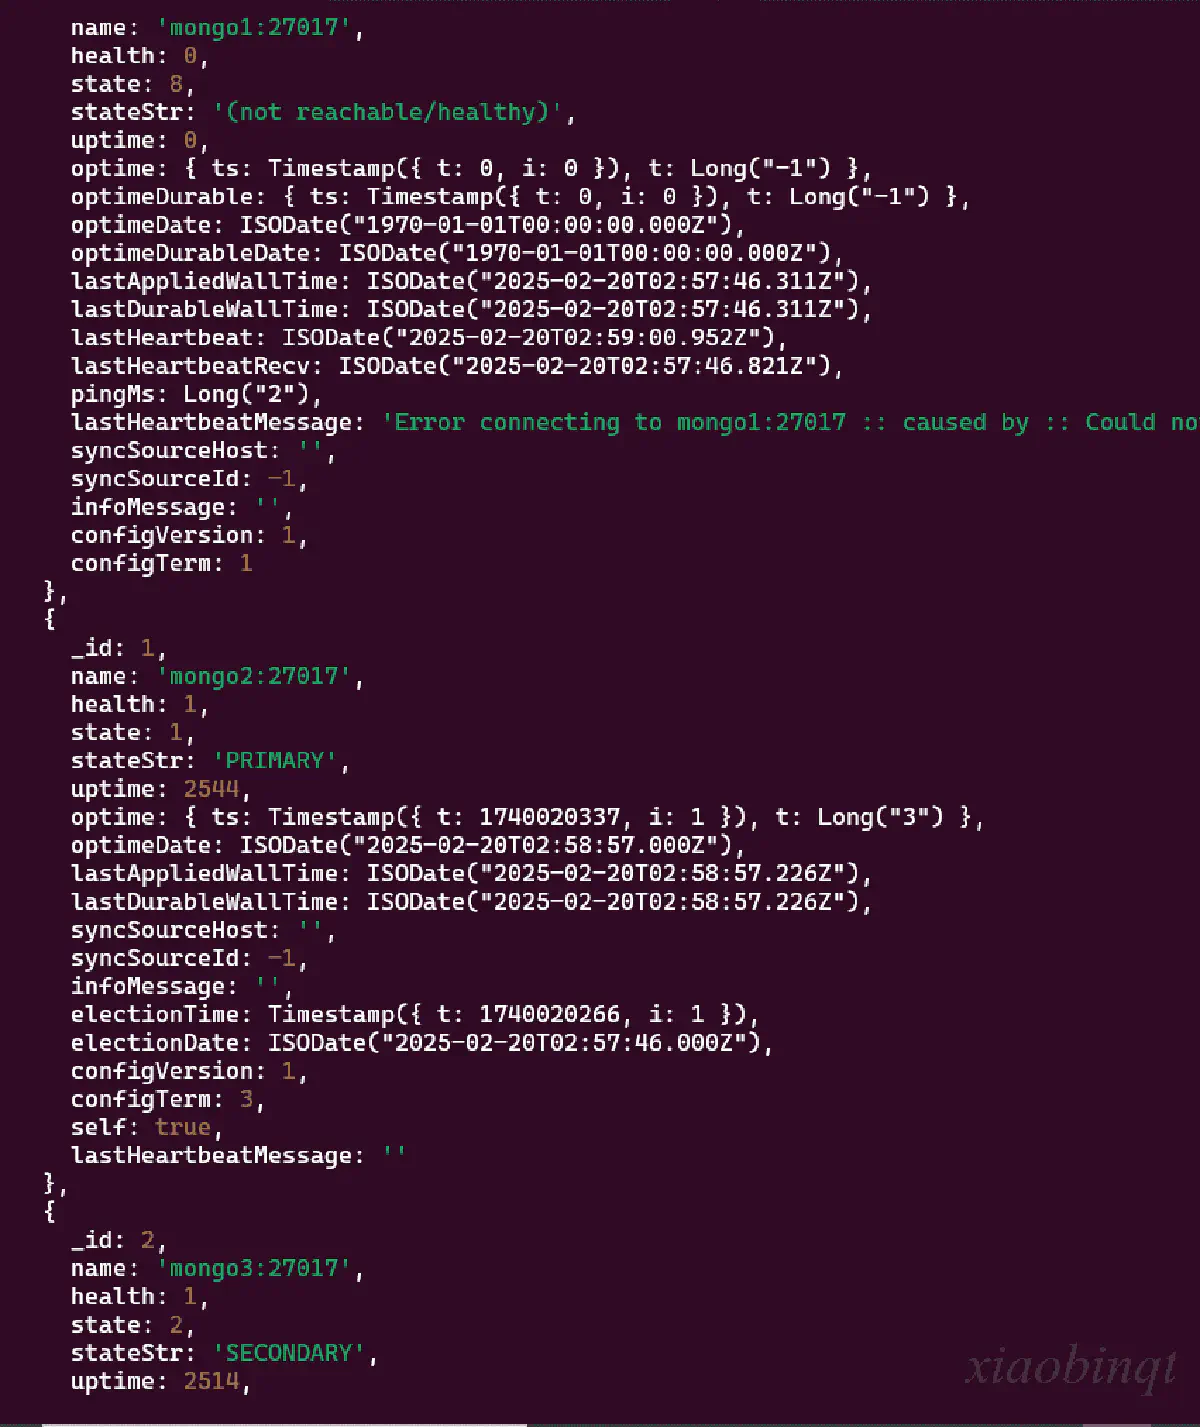 name: 'mongo1:27017',
health: 0,
state: 8,
stateStr: '(not reachable/healthy)',
uptime: 0,
optime: { ts: Timestamp({ t: 0, i: 0 }), t: Long("-1") },
optimeDurable: { ts: Timestamp({ t: 0, i: 0 }), t: Long("-1") },
optimeDate: ISODate("1970-01-01T00:00:00.000Z"),
optimeDurableDate: ISODate("1970-01-01T00:00:00.000Z"),
lastAppliedWallTime: ISODate("2025-02-20T02:57:46.311Z"),
lastDurableWallTime: ISODate("2025-02-20T02:57:46.311Z"),
lastHeartbeat: ISODate("2025-02-20T02:59:00.952Z"),
lastHeartbeatRecv: ISODate("2025-02-20T02:57:46.821Z"),
pingMs: Long("2"),
lastHeartbeatMessage: 'Error connecting to mongo1:27017 :: caused by :: Could no
syncSourceHost: '',
syncSourceId: -1,
infoMessage: '',
configVersion: 1,
configTerm: 1
},
{
_id: 1,
name: 'mongo2:27017',
health: 1,
state: 1,
stateStr: 'PRIMARY',
uptime: 2544,
optime: { ts: Timestamp({ t: 1740020337, i: 1 }), t: Long("3") },
optimeDate: ISODate("2025-02-20T02:58:57.000Z"),
lastAppliedWallTime: ISODate("2025-02-20T02:58:57.226Z"),
lastDurableWallTime: ISODate("2025-02-20T02:58:57.226Z"),
syncSourceHost: '',
syncSourceId: -1,
infoMessage: '',
electionTime: Timestamp({ t: 1740020266, i: 1 }),
electionDate: ISODate("2025-02-20T02:57:46.000Z"),
configVersion: 1,
configTerm: 3,
self: true,
lastHeartbeatMessage: ''
},
{
_id: 2,
name: 'mongo3:27017',
health: 1,
state: 2,
stateStr: 'SECONDARY',
uptime: 2514,
xiaobinqt